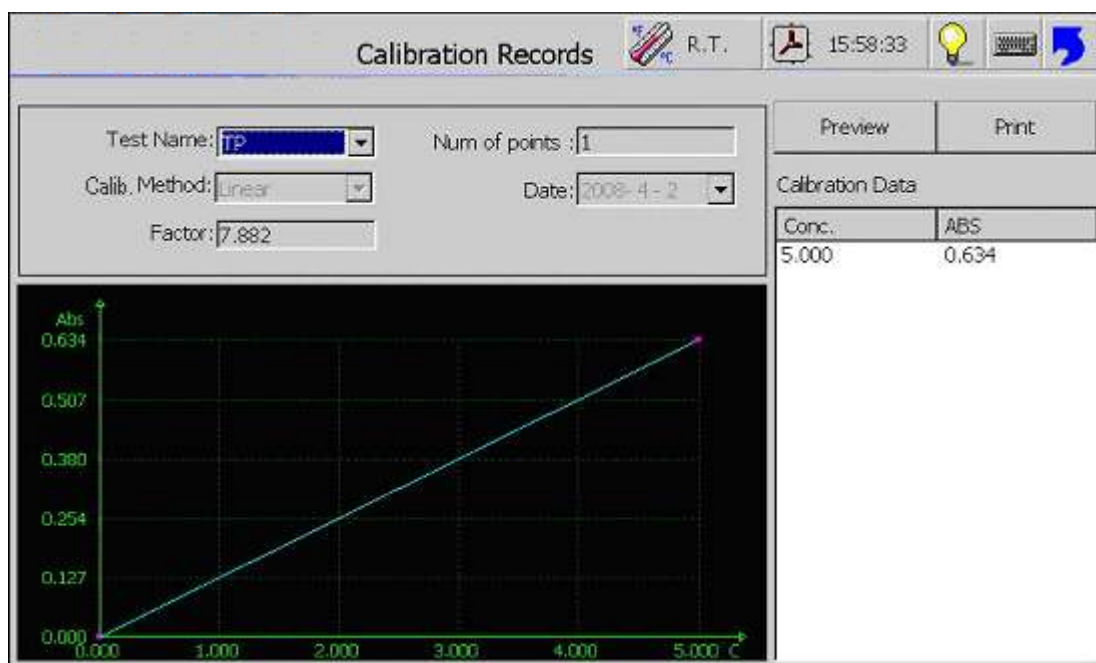 Calibration Records
°F
°C
R.T.
15:58:33
Test Name: TP
Num of points : 1
Calib. Method: Linear
Date: 2008- 4 - 2
Factor: 7.882
Preview
Print
Calibration Data
Conc. ABS
5.000 0.634
Abs
0.634
0.507
0.380
0.254
0.127
0.000
0.000 1.000 2.000 3.000 4.000 5.000 C